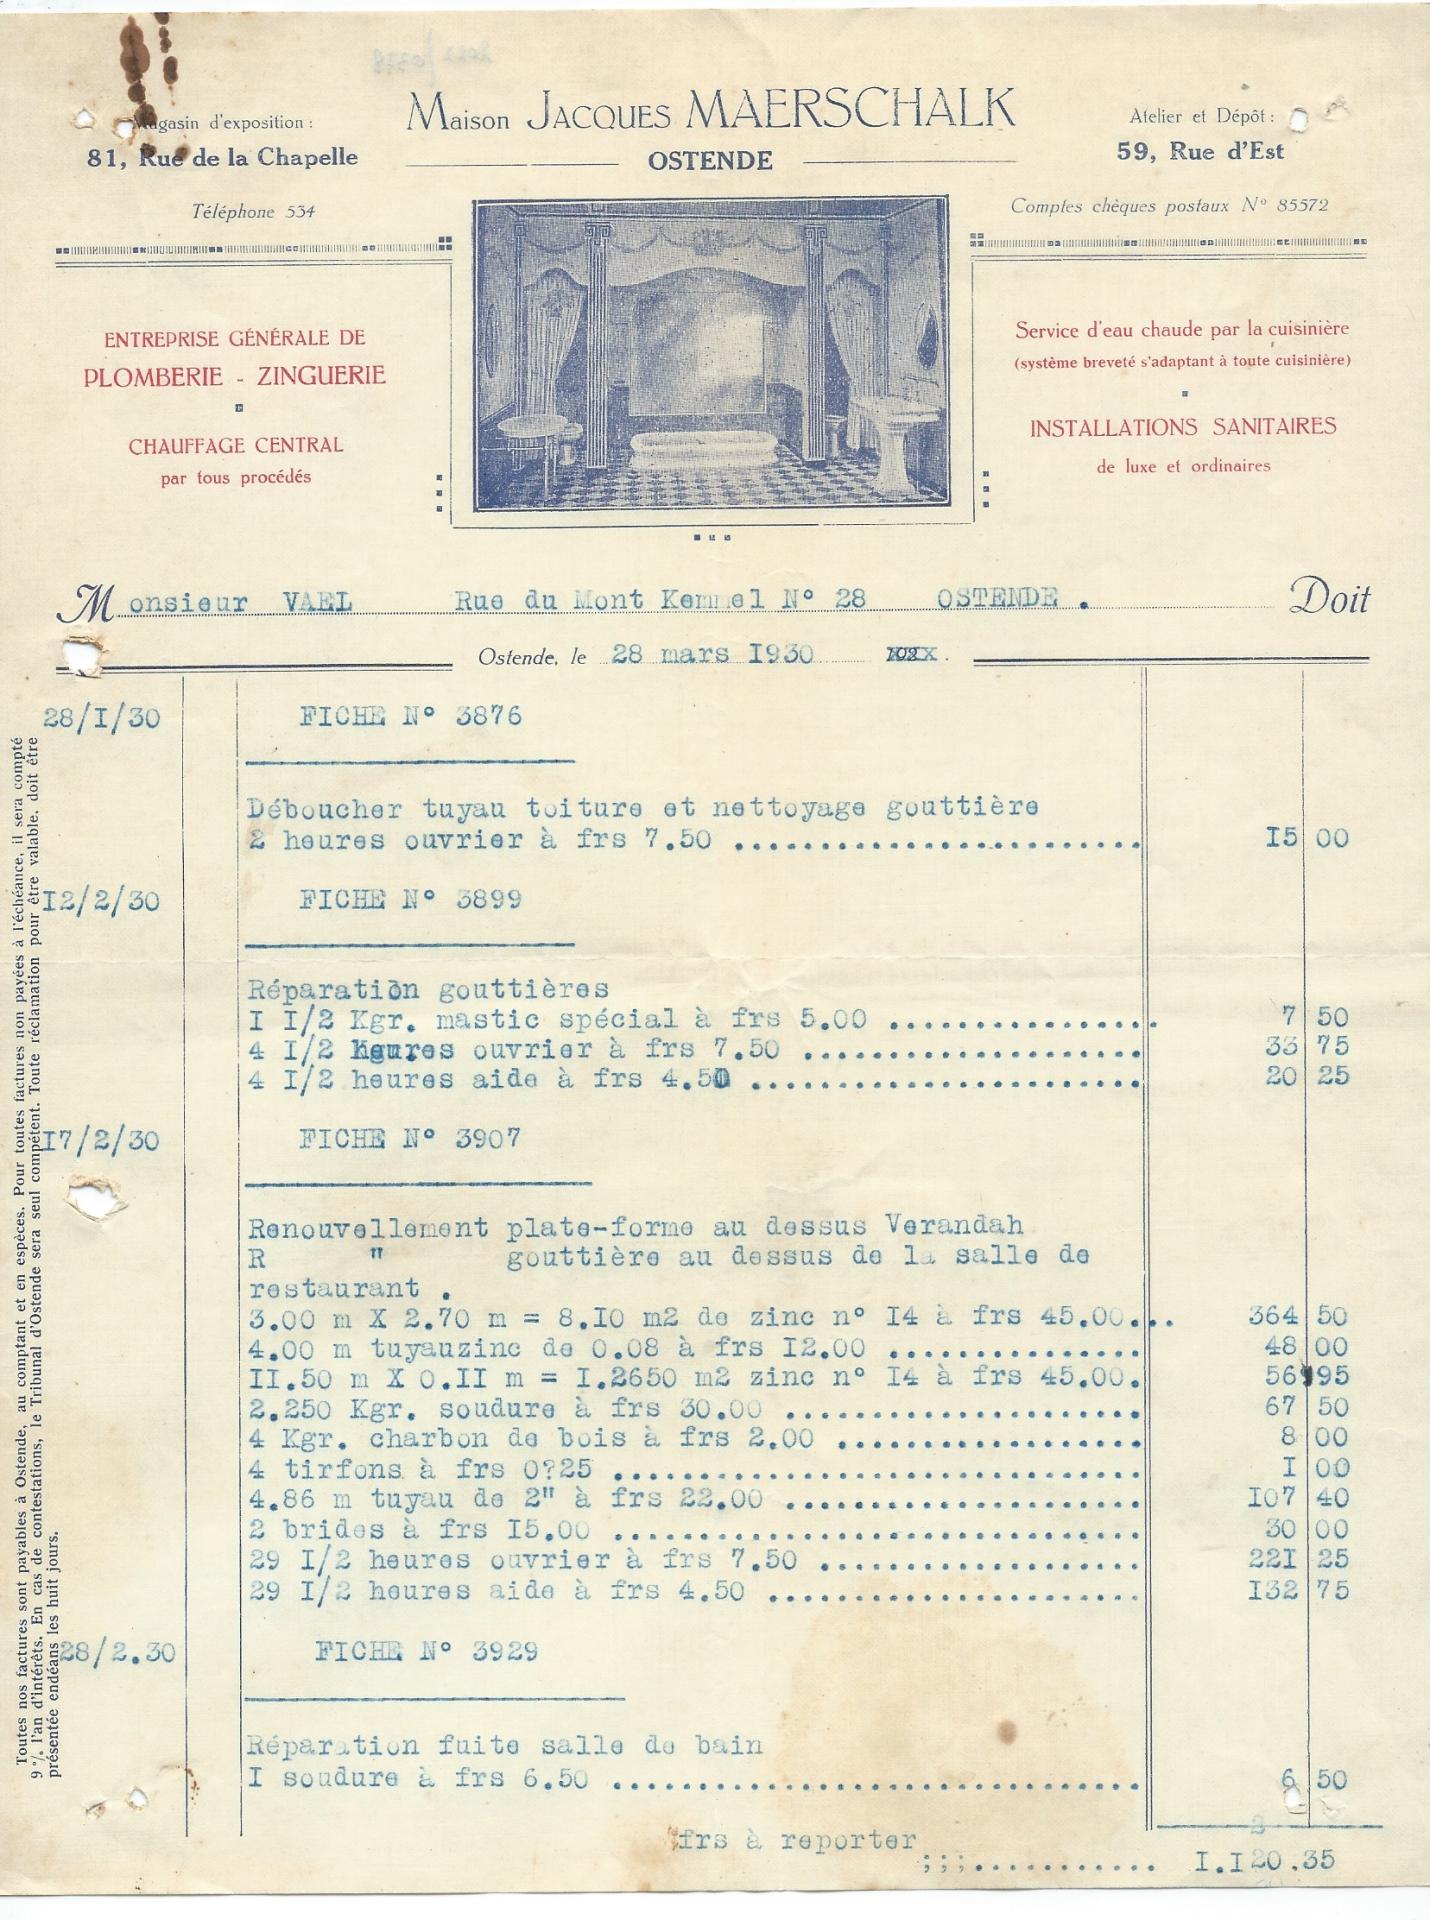 Magasin d'exposition :
81, Rue de la Chapelle
Téléphone 534
Maison Jacques MAERSCHALK
OSTENDE
Atelier et Dépôt :
59, Rue d'Est
Comptes chèques postaux N° 85572
ENTREPRISE GÉNÉRALE DE
PLOMBERIE - ZINGUERIE
CHAUFFAGE CENTRAL
par tous procédés
Service d'eau chaude par la cuisinière
(système breveté s'adaptant à toute cuisinière)
INSTALLATIONS SANITAIRES
de luxe et ordinaires
Monsieur VAEL Rue du Mont Kemmel N° 28 OSTENDE . Doit
Ostende, le 28 mars I930
28/I/30 FICHE N° 3876
Déboucher tuyau toiture et nettoyage gouttière
2 heures ouvrier à frs 7.50 ........................ I5 00
I2/2/30 FICHE N° 3899
Réparation gouttières
I I/2 Kgr. mastic spécial à frs 5.00 ................ 7 50
4 I/2 heures ouvrier à frs 7.50 .................... 33 75
4 I/2 heures aide à frs 4.50 ....................... 20 25
I7/2/30 FICHE N° 3907
Renouvellement plate-forme au dessus Verandah
R " gouttière au dessus de la salle de
restaurant .
3.00 m X 2.70 m = 8.I0 m2 de zinc n° I4 à frs 45.00... 364 50
4.00 m tuyauzinc de 0.08 à frs I2.00 ............... 48 00
II.50 m X 0.II m = I.2650 m2 zinc n° I4 à frs 45.00. 56 95
2.250 Kgr. soudure à frs 30.00 ..................... 67 50
4 Kgr. charbon de bois à frs 2.00 .................. 8 00
4 tirfons à frs 0?25 ............................... I 00
4.86 m tuyau de 2" à frs 22.00 ..................... I07 40
2 brides à frs I5.00 ............................... 30 00
29 I/2 heures ouvrier à frs 7.50 ................... 22I 25
29 I/2 heures aide à frs 4.50 ...................... I32 75
28/2.30 FICHE N° 3929
Réparation fuite salle de bain
I soudure à frs 6.50 ............................... 6 50
frs à reporter ;;;........... I.I20.35
Toutes nos factures sont payables à Ostende, au comptant et en espèces. Pour toutes factures non payées à l'échéance, il sera compté
9 % l'an d'intérêts. En cas de contestations, le Tribunal d'Ostende sera seul compétent. Toute réclamation pour être valable, doit être
présentée endéans les huit jours.